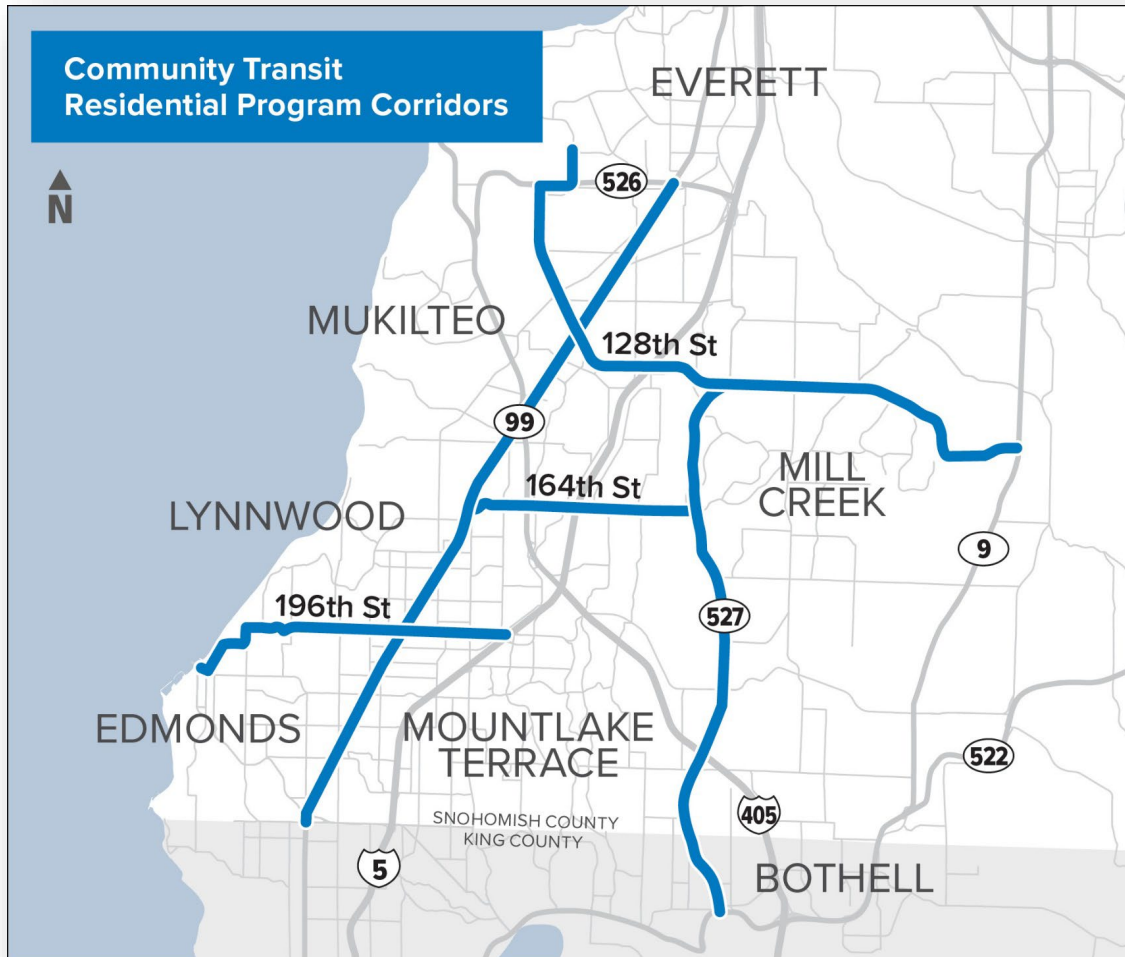 Community Transit
Residential Program Corridors
EVERETT
N
526
MUKILTEO
128th St
99
MILL
CREEK
164th St
LYNNWOOD
9
196th St
527
EDMONDS
MOUNTLAKE
TERRACE
522
405
SNOHOMISH COUNTY
KING COUNTY
5
BOTHELL